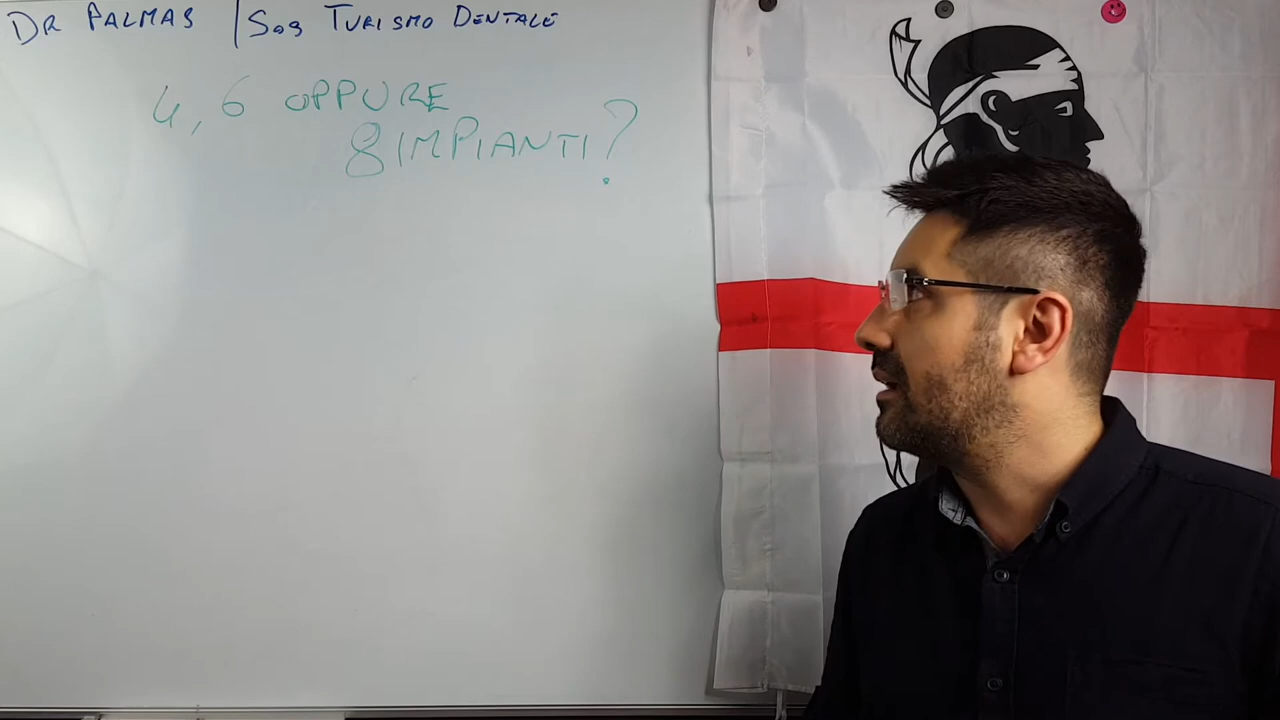 DR PALMAS | SOS TURISMO DENTALE
4, 6 OPPURE
8 IMPIANTI?